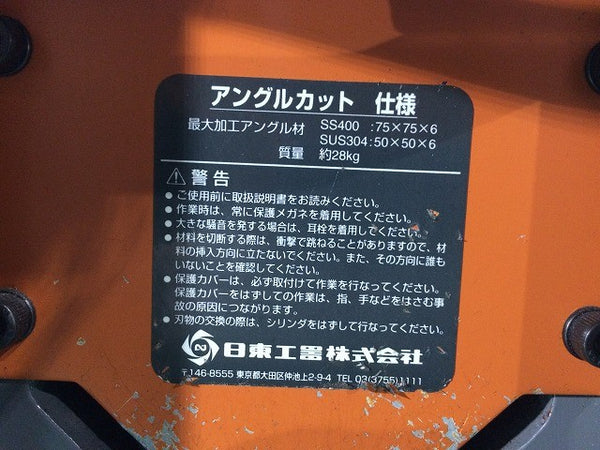 アングルカット 仕様
最大加工アングル材 SS400 :75×75×6
SUS304:50×50×6
質量 約28kg
警告
●ご使用前に取扱説明書をお読みください。
●作業時は、常に保護メガネを着用してください。
●大きな騒音を発する場合は、耳栓を着用してください。
●材料を切断する際は、衝撃で跳ねることがありますので、材
料の挿入方向に立たないでください。また、その方向に誰も
いないことを確認してください。
●保護カバーは、必ず取付けて作業を行なってください。
保護カバーをはずしての作業は、指、手などをはさむ事
故の原因につながります。
●刃物の交換の際は、シリンダをはずして行なってください。
日東工器株式会社
〒146-8555 東京都大田区仲池上2-9-4 TEL 03(3755)1111